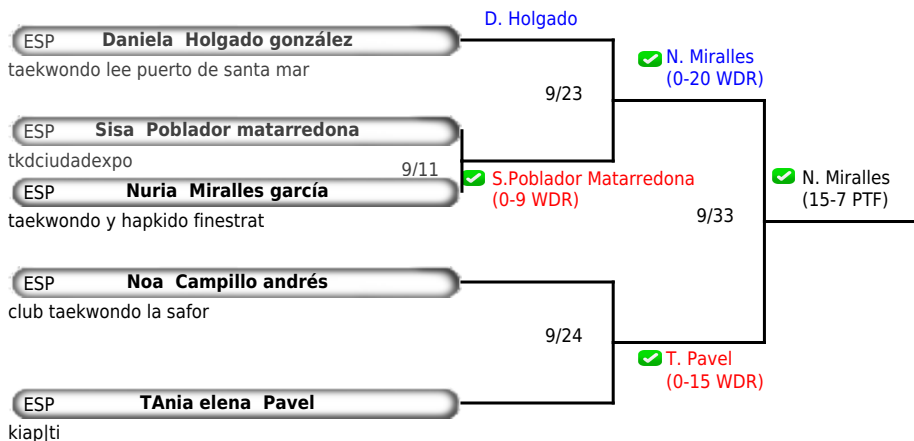 D. Holgado
ESP Daniela Holgado gonzález
taekwondo lee puerto de santa mar
N. Miralles
(0-20 WDR)
9/23
ESP Sisa Poblador matarredona
tkdciudadexpo
9/11
S.Poblador Matarredona
(0-9 WDR)
N. Miralles
(15-7 PTF)
ESP Nuria Miralles garcía
taekwondo y hapkido finestrat
9/33
ESP Noa Campillo andrés
club taekwondo la safor
9/24
T. Pavel
(0-15 WDR)
ESP TAnia elena Pavel
kiap|ti